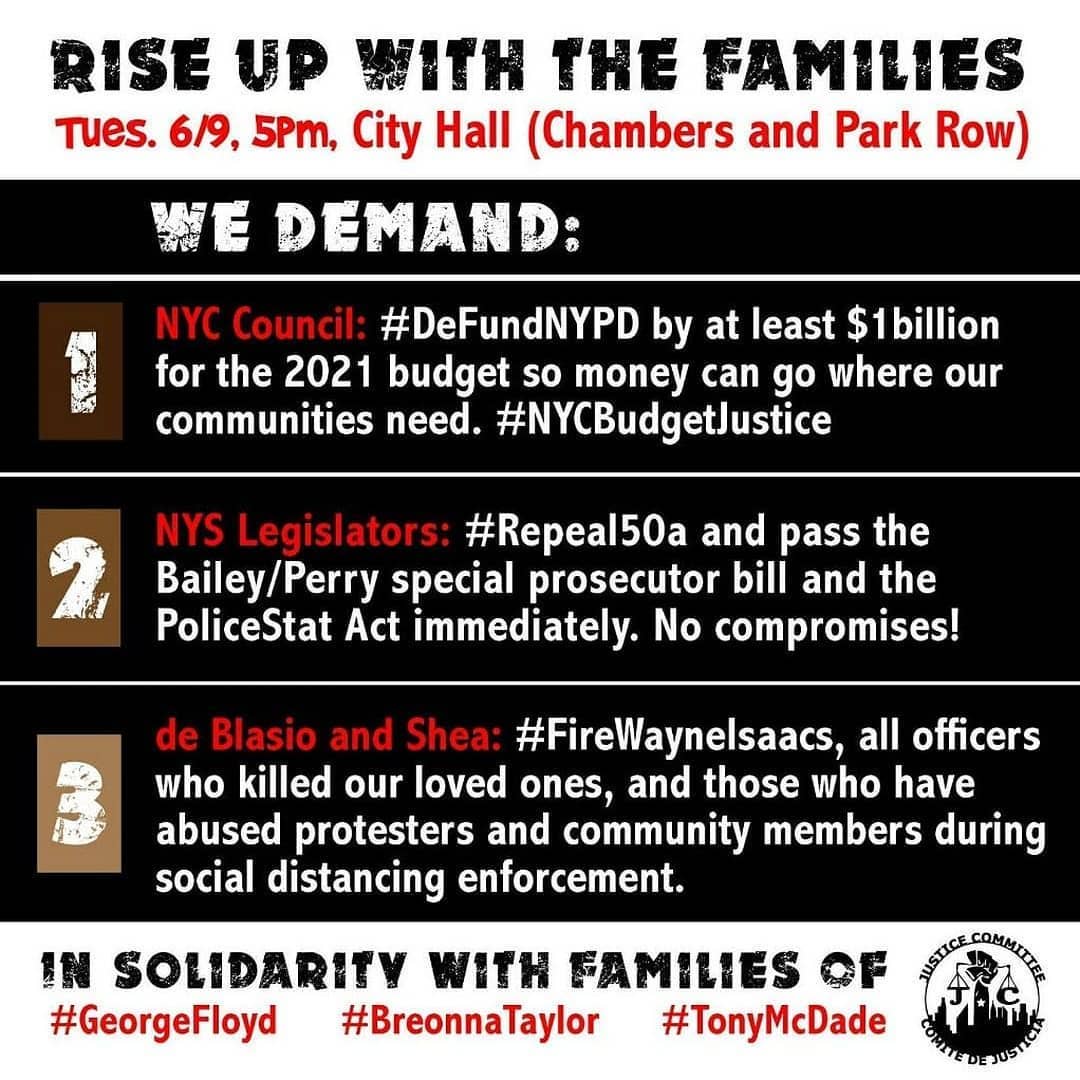 RISE UP WITH THE FAMILIES
Tues. 6/9, 5Pm, City Hall (Chambers and Park Row)
WE DEMAND:
1
NYC Council: #DeFundNYPD by at least $1billion
for the 2021 budget so money can go where our
communities need. #NYCBudgetJustice
2
NYS Legislators: #Repeal50a and pass the
Bailey/Perry special prosecutor bill and the
PoliceStat Act immediately. No compromises!
3
de Blasio and Shea: #FireWayneIsaacs, all officers
who killed our loved ones, and those who have
abused protesters and community members during
social distancing enforcement.
IN SOLIDARITY WITH FAMILIES OF
#GeorgeFloyd #BreonnaTaylor #TonyMcDade
JUSTICE COMMITTEE
J C
COMITE DE JUSTICIA